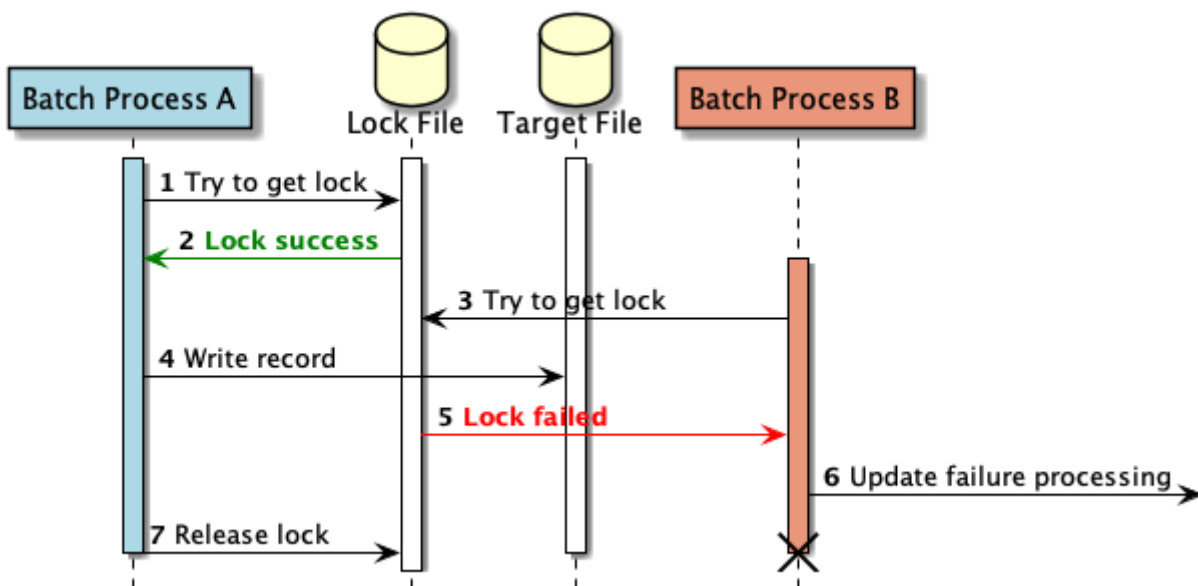 Batch Process A
Lock File
Target File
Batch Process B
1 Try to get lock
2 Lock success
3 Try to get lock
4 Write record
5 Lock failed
6 Update failure processing
7 Release lock